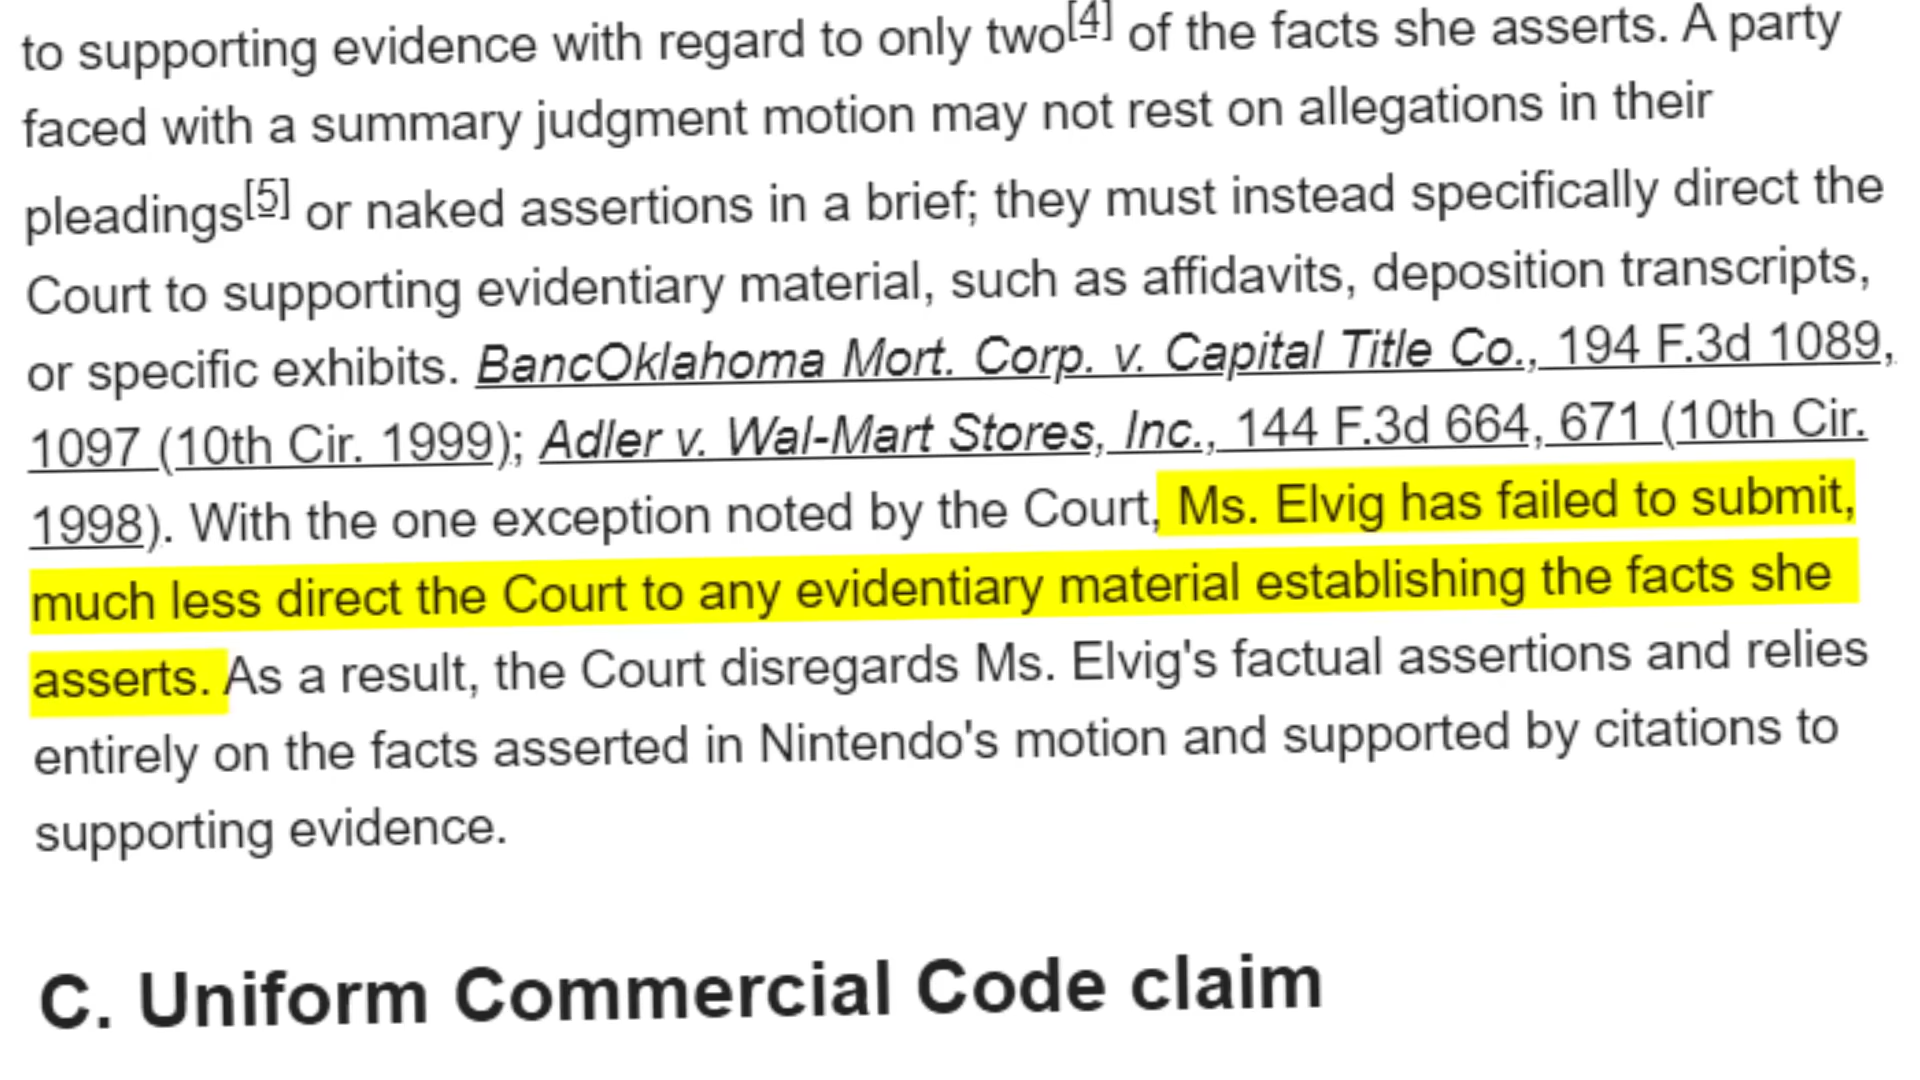 to supporting evidence with regard to only two[4] of the facts she asserts. A party
faced with a summary judgment motion may not rest on allegations in their
pleadings[5] or naked assertions in a brief; they must instead specifically direct the
Court to supporting evidentiary material, such as affidavits, deposition transcripts,
or specific exhibits. BancOklahoma Mort. Corp. v. Capital Title Co., 194 F.3d 1089,
1097 (10th Cir. 1999); Adler v. Wal-Mart Stores, Inc., 144 F.3d 664, 671 (10th Cir.
1998). With the one exception noted by the Court, Ms. Elvig has failed to submit,
much less direct the Court to any evidentiary material establishing the facts she
asserts. As a result, the Court disregards Ms. Elvig's factual assertions and relies
entirely on the facts asserted in Nintendo's motion and supported by citations to
supporting evidence.
C. Uniform Commercial Code claim